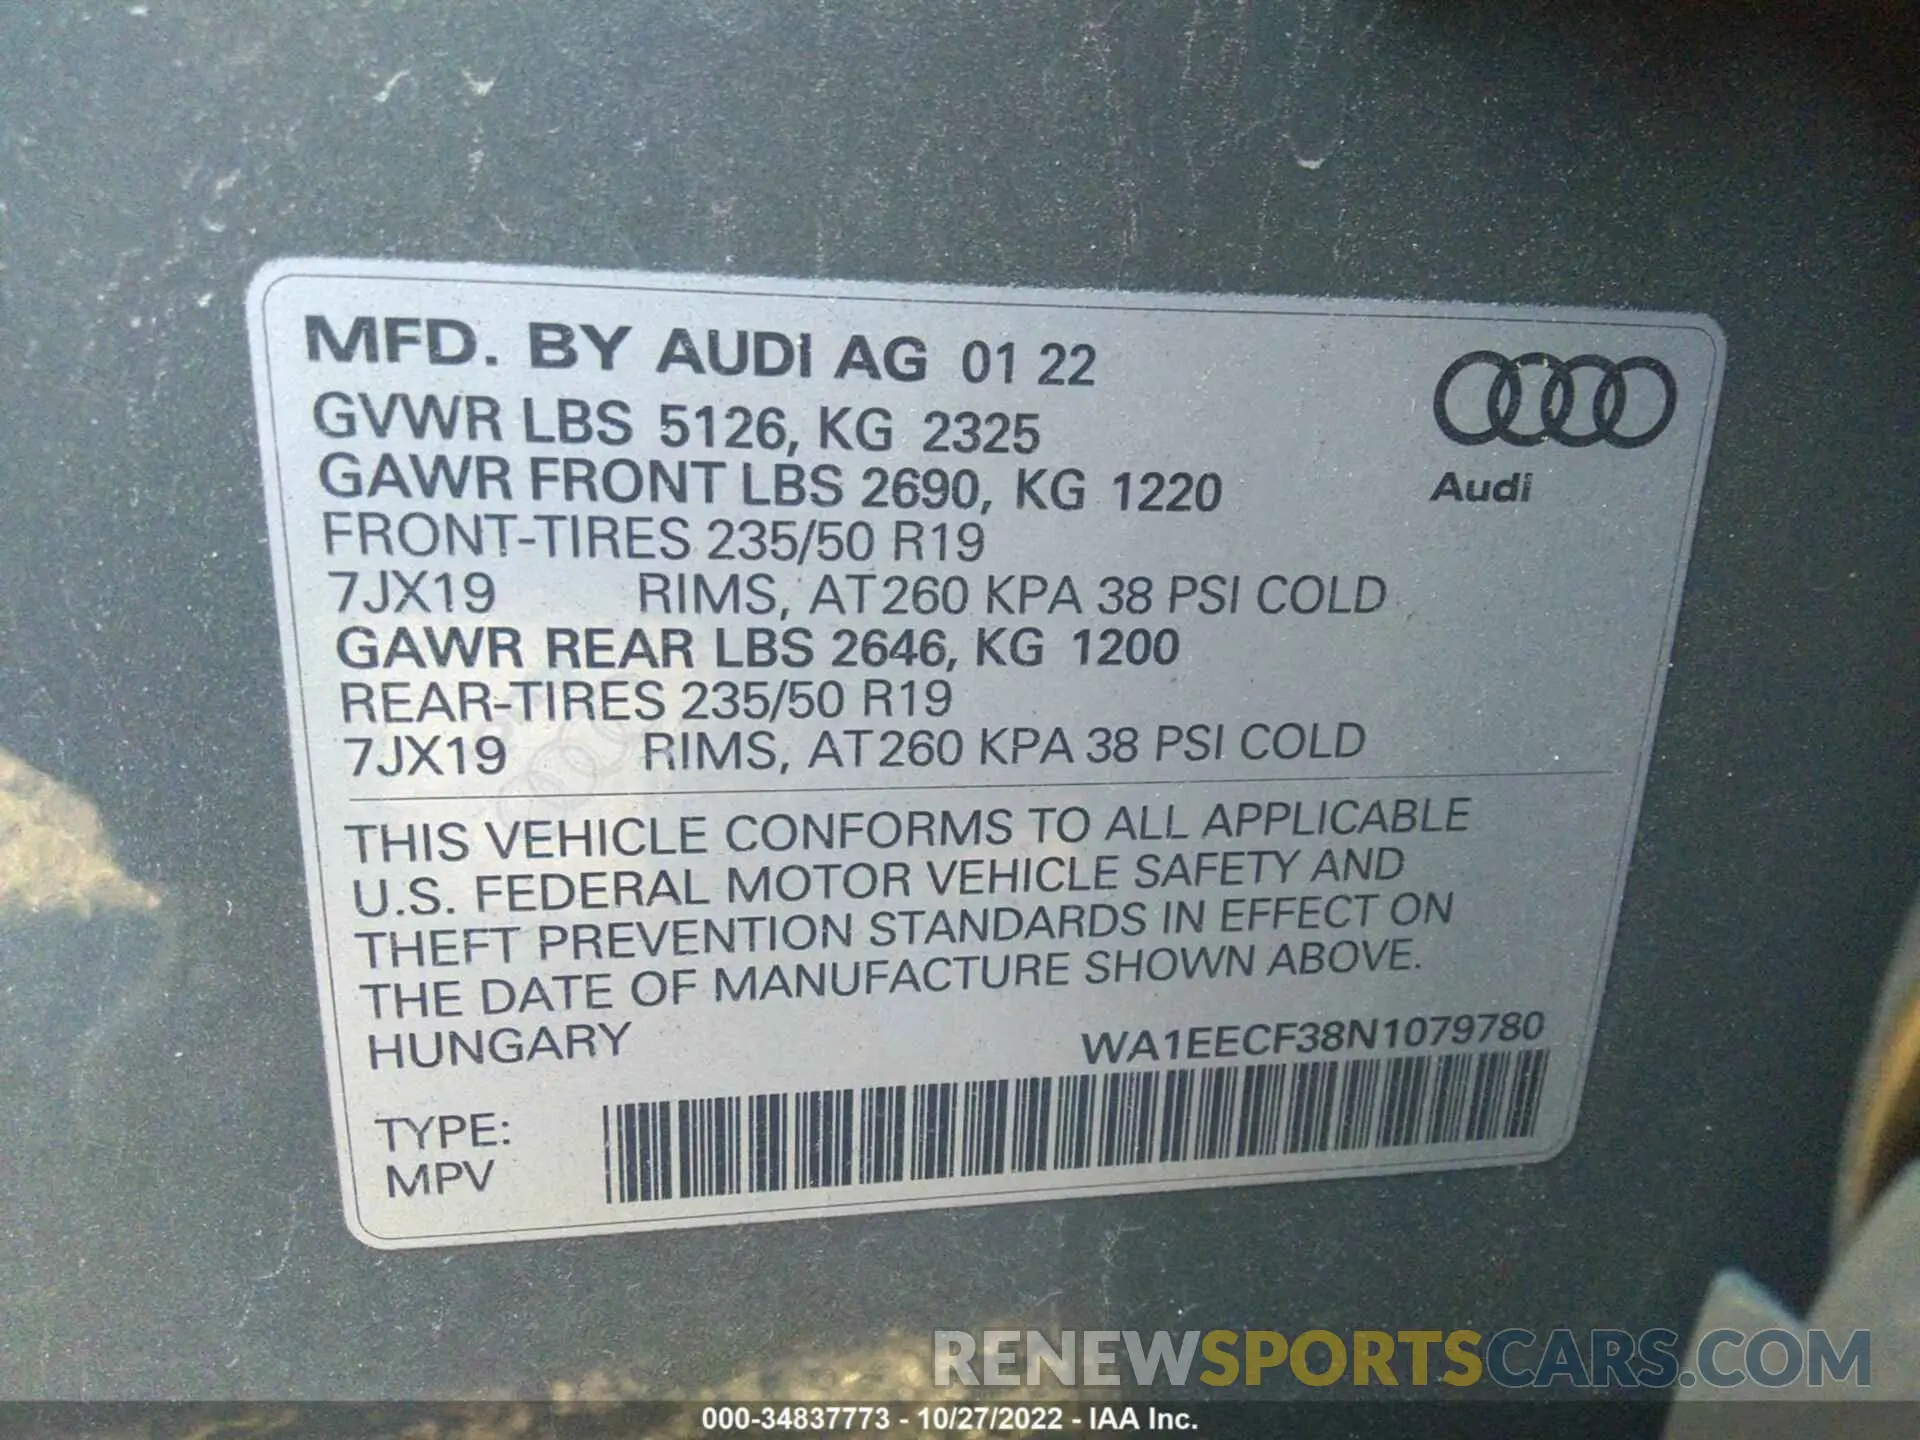 MFD. BY AUDI AG 01 22
GVWR LBS 5126, KG 2325
GAWR FRONT LBS 2690, KG 1220
FRONT-TIRES 235/50 R19
7JX19 RIMS, AT 260 KPA 38 PSI COLD
GAWR REAR LBS 2646, KG 1200
REAR-TIRES 235/50 R19
7JX19 RIMS, AT 260 KPA 38 PSI COLD
Audi
THIS VEHICLE CONFORMS TO ALL APPLICABLE
U.S. FEDERAL MOTOR VEHICLE SAFETY AND
THEFT PREVENTION STANDARDS IN EFFECT ON
THE DATE OF MANUFACTURE SHOWN ABOVE.
HUNGARY WA1EECF38N1079780
TYPE:
MPV
RENEWSPORTSCARS.COM
000-34837773 - 10/27/2022 - IAA Inc.